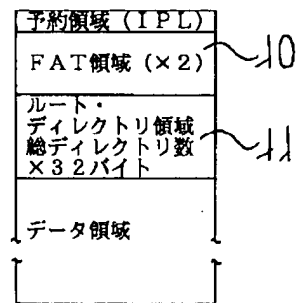 予約領域（ＩＰＬ）
ＦＡＴ領域（×２）
10
ルート・
ディレクトリ領域
総ディレクトリ数
×３２バイト
11
データ領域